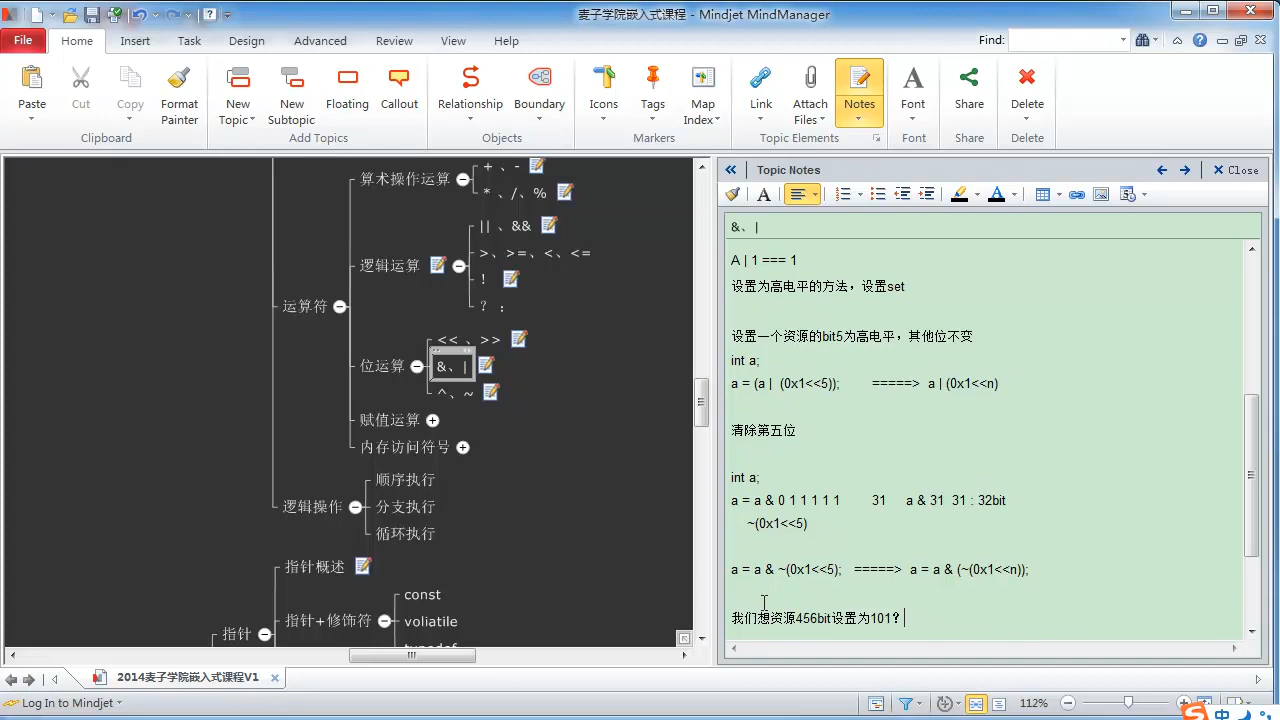 麦子学院嵌入式课程 - Mindjet MindManager
File Home Insert Task Design Advanced Review View Help Find:
Paste Cut Copy Format Painter New Topic New Subtopic Floating Callout Relationship Boundary Icons Tags Map Index Link Attach Files Notes Font Share Delete
Clipboard Add Topics Objects Markers Topic Elements Font Share Delete
算术操作运算
+ 、-
* 、/、%
逻辑运算
|| 、&&
>、>=、<、<=
!
? :
运算符
位运算
<< 、>>
&、|
^、~
赋值运算
内存访问符号
逻辑操作
顺序执行
分支执行
循环执行
指针概述
指针+修饰符
const
voliatile
typedef
指针
Topic Notes Close
&、|
A | 1 === 1
设置为高电平的方法，设置set
设置一个资源的bit5为高电平，其他位不变
int a;
a = (a | (0x1<<5)); =====> a | (0x1<<n)
清除第五位
int a;
a = a & 0 1 1 1 1 1 31 a & 31 31 : 32bit
~(0x1<<5)
a = a & ~(0x1<<5); =====> a = a & (~(0x1<<n));
我们想资源456bit设置为101？
2014麦子学院嵌入式课程V1
Log In to Mindjet
112%
中